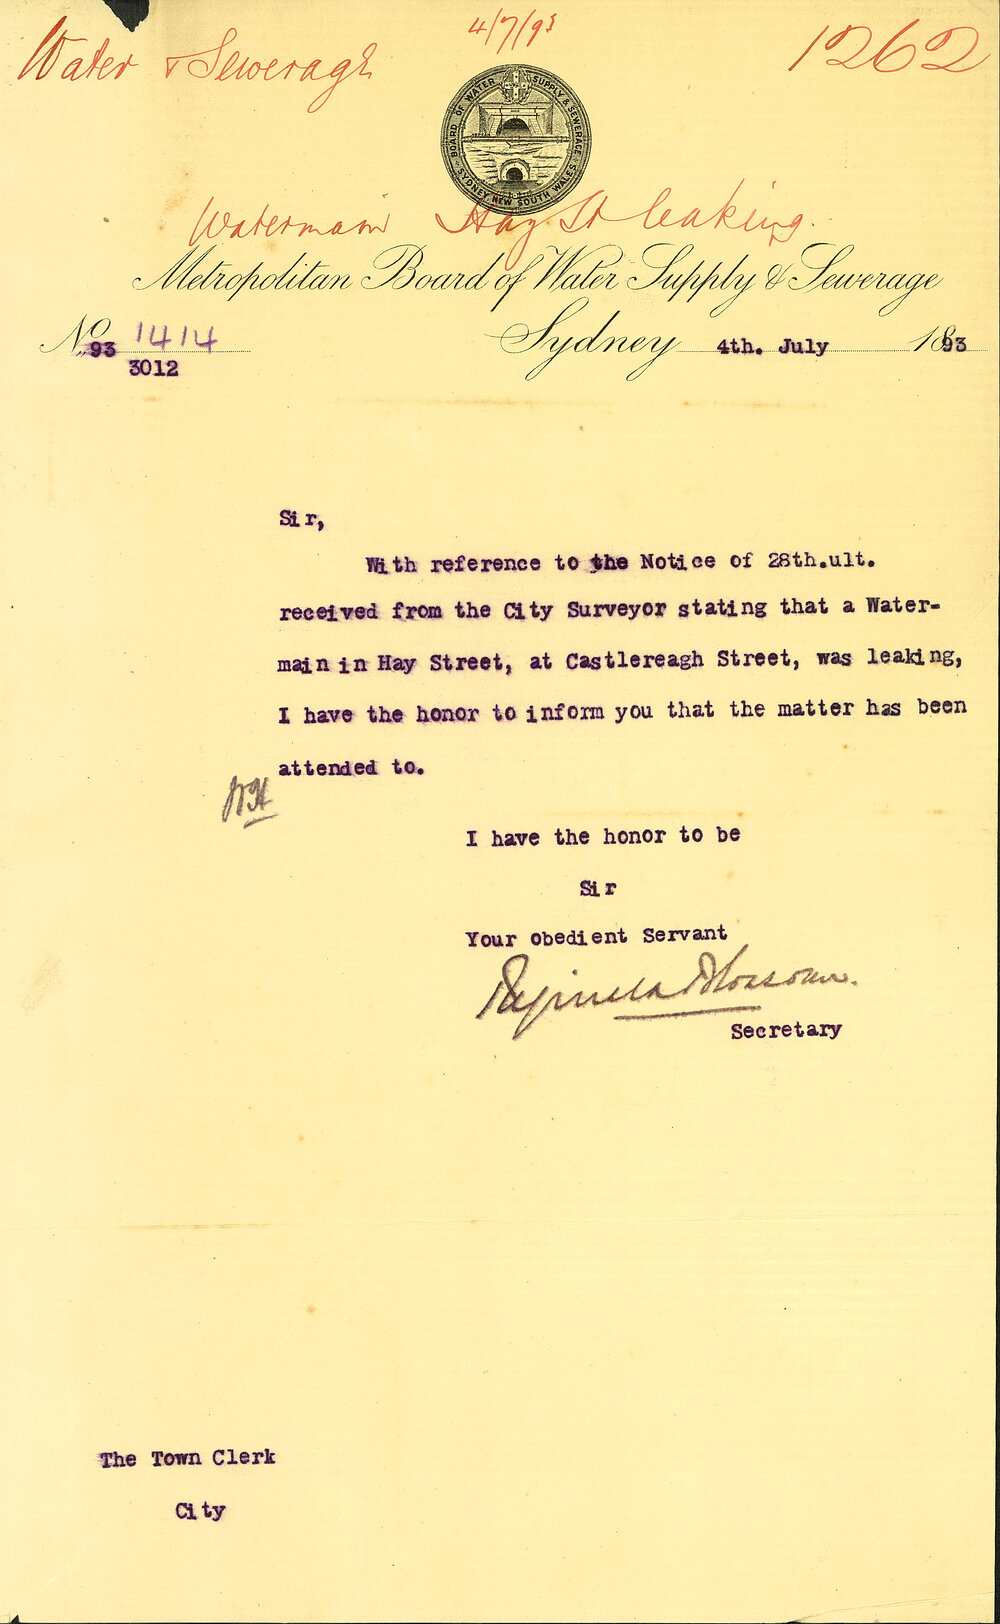 4/7/93
Water & Sewerage
1262
BOARD OF WATER SUPPLY & SEWERAGE
SYDNEY, NEW SOUTH WALES
Watermain Hay St leaking.
Metropolitan Board of Water Supply & Sewerage
No. 93 1414
3012
Sydney 4th. July 1893
Sir,
With reference to the Notice of 28th.ult.
received from the City Surveyor stating that a Water-
main in Hay Street, at Castlereagh Street, was leaking,
I have the honor to inform you that the matter has been
attended to.
I have the honor to be
Sir
Your obedient Servant
Secretary
The Town Clerk
City